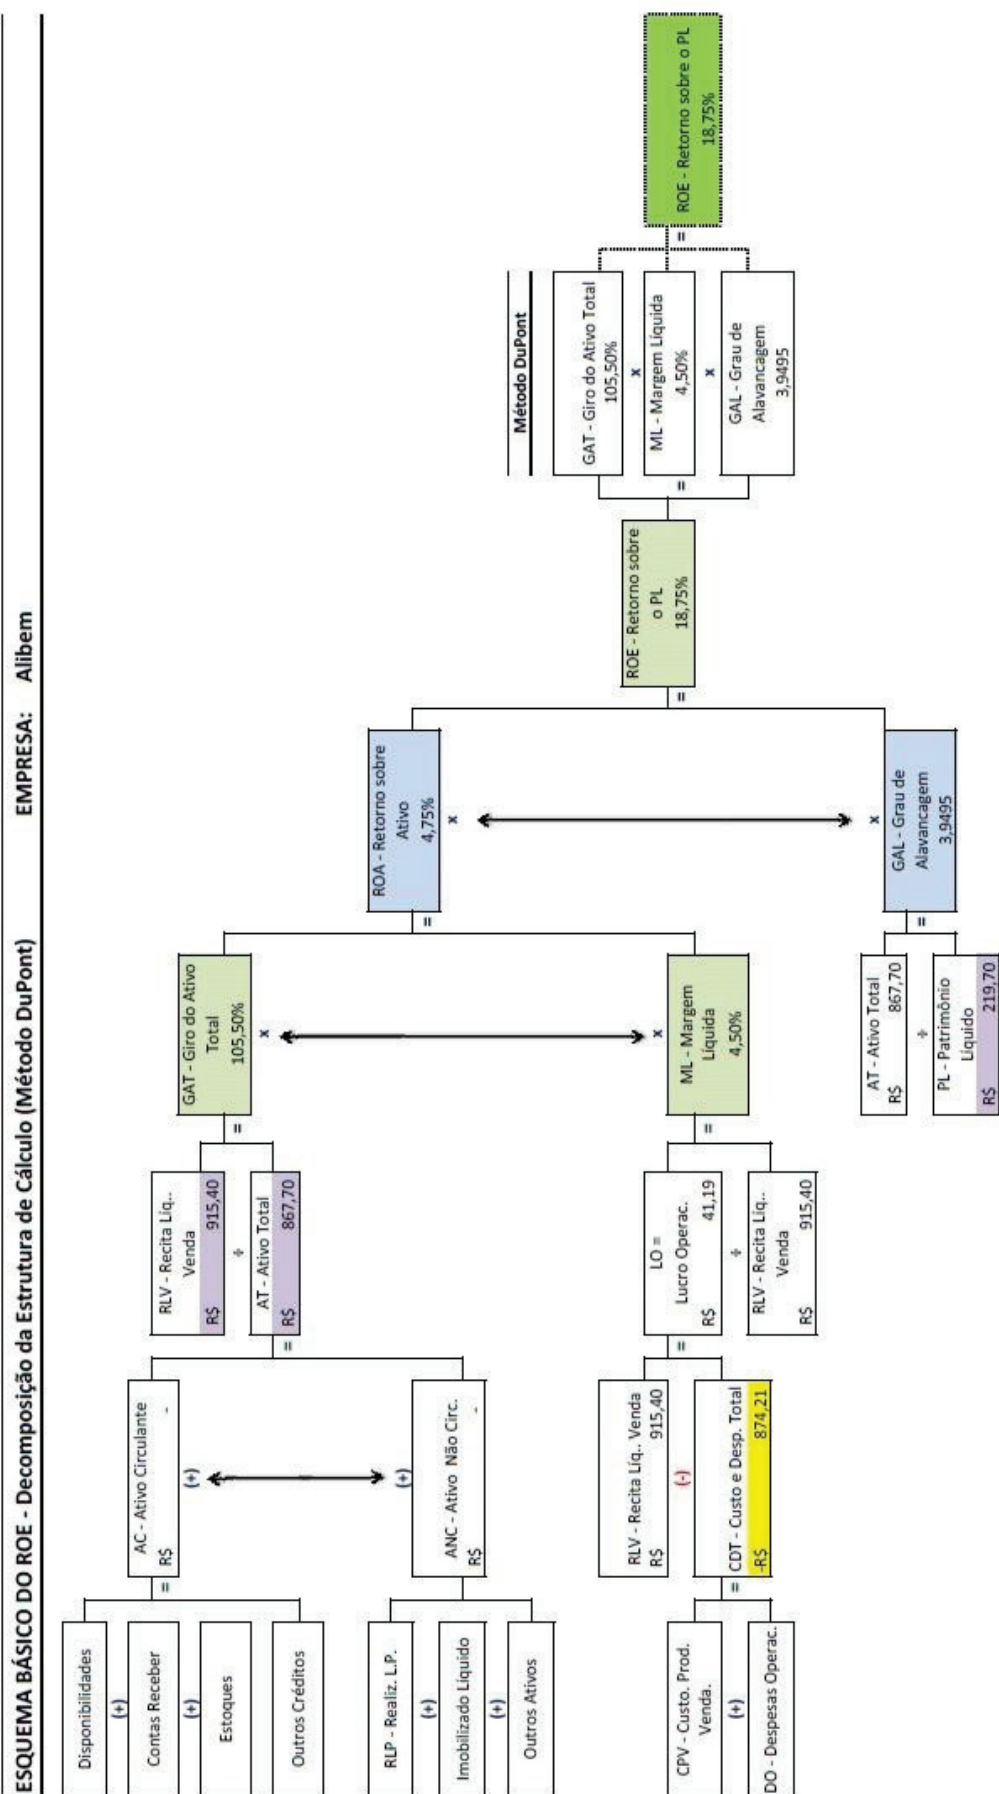 ESQUEMA BÁSICO DO ROE - Decomposição da Estrutura de Cálculo (Método DuPont) EMPRESA: Alibem
Disponibilidades
(+)
Contas Receber
(+)
Estoques
(+)
Outros Créditos
=
AC - Ativo Circulante
R$ -
(+)
(+)
ANC - Ativo Não Circ.
R$ -
RLP - Realiz. L.P.
(+)
Imobilizado Líquido
(+)
Outros Ativos
=
RLV - Recita Líq..
Venda
R$ 915,40
÷
AT - Ativo Total
R$ 867,70
=
GAT - Giro do Ativo
Total
105,50%
x
x
ML - Margem
Líquida
4,50%
=
CPV - Custo. Prod.
Venda.
(+)
DO - Despesas Operac.
=
RLV - Recita Líq.. Venda
R$ 915,40
(-)
CDT - Custo e Desp. Total
-R$ 874,21
=
LO =
Lucro Operac.
R$ 41,19
÷
RLV - Recita Líq..
Venda
R$ 915,40
=
ROA - Retorno sobre
Ativo
4,75%
x
x
GAL - Grau de
Alavancagem
3,9495
=
AT - Ativo Total
R$ 867,70
÷
PL - Patrimônio
Líquido
R$ 219,70
=
ROE - Retorno sobre
o PL
18,75%
=
Método DuPont
GAT - Giro do Ativo Total
105,50%
x
ML - Margem Líquida
4,50%
x
GAL - Grau de
Alavancagem
3,9495
=
ROE - Retorno sobre o PL
18,75%